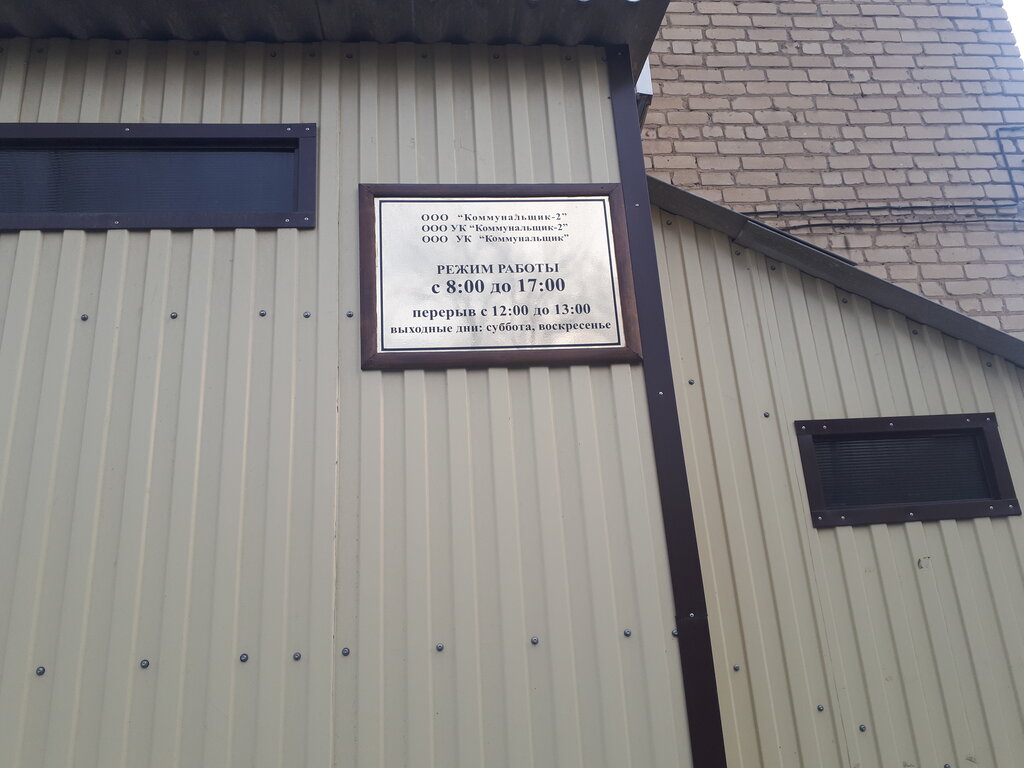 ООО "Коммунальщик-2"
ООО УК "Коммунальщик-2"
ООО УК "Коммунальщик"
РЕЖИМ РАБОТЫ
с 8:00 до 17:00
перерыв с 12:00 до 13:00
выходные дни: суббота, воскресенье